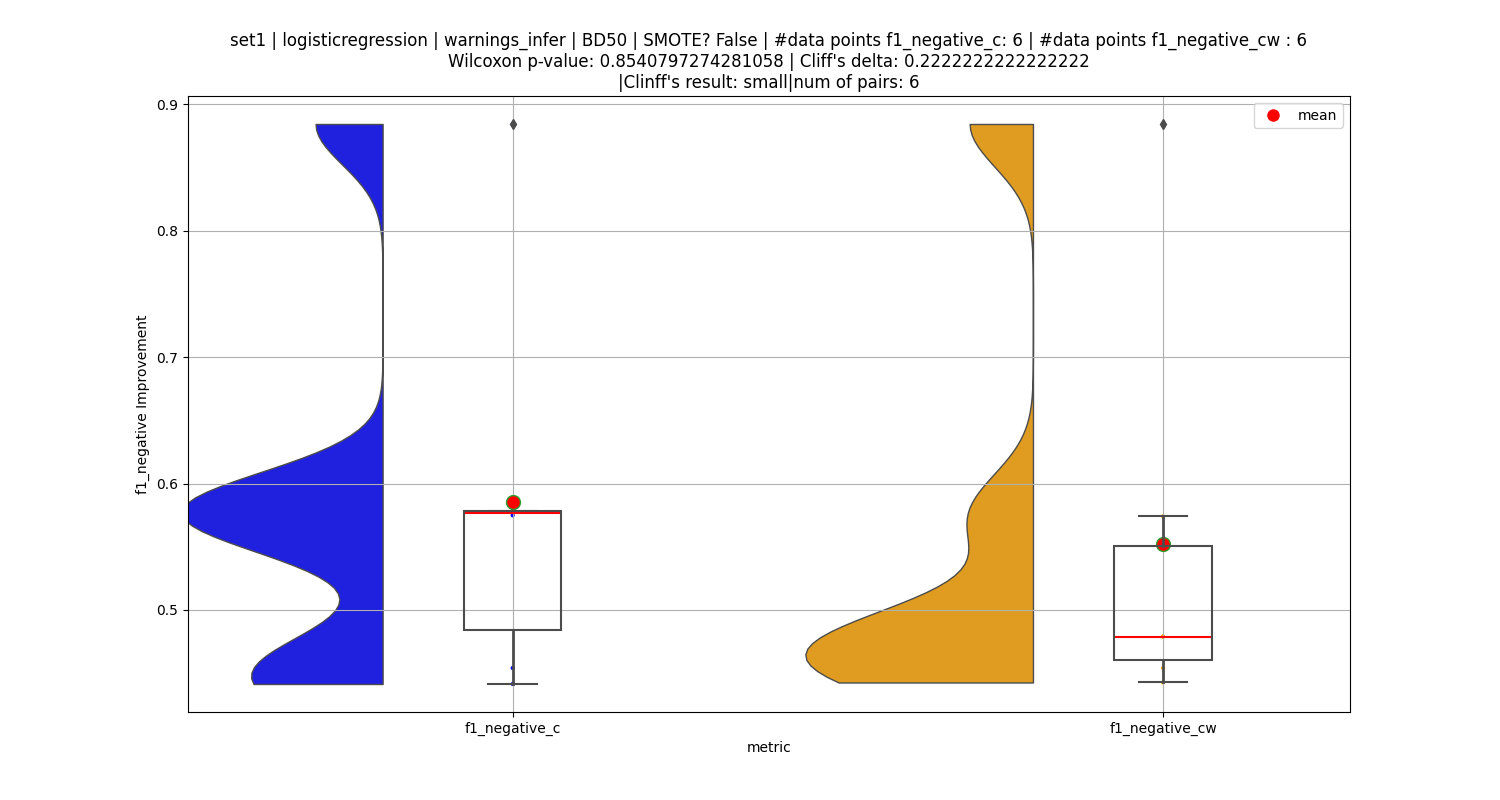 set1 | logisticregression | warnings_infer | BD50 | SMOTE? False | #data points f1_negative_c: 6 | #data points f1_negative_cw : 6
Wilcoxon p-value: 0.8540797274281058 | Cliff's delta: 0.2222222222222222
|Clinff's result: small|num of pairs: 6
mean
0.9
0.8
0.7
0.6
0.5
f1_negative Improvement
f1_negative_c
f1_negative_cw
metric